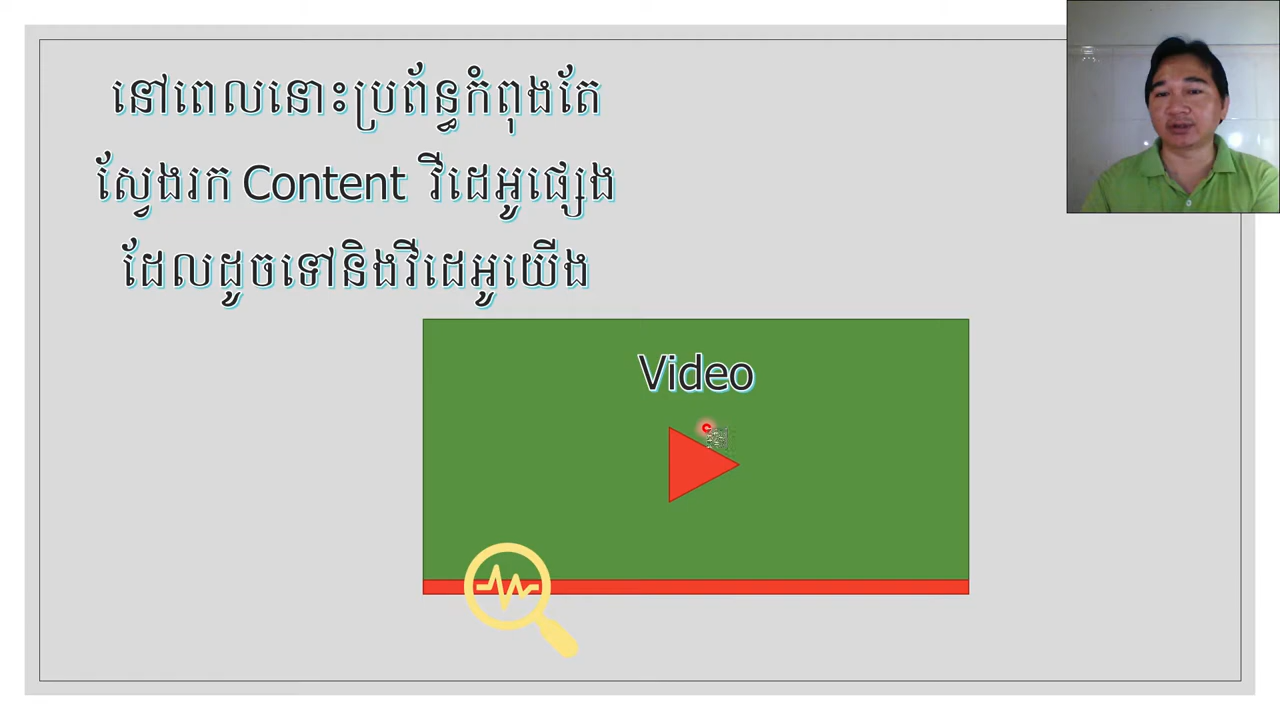 នៅពេលនោះប្រព័ន្ធកំពុងតែ
ស្វែងរក Content វីដេអូផ្សេង
ដែលដូចទៅនិងវីដេអូយើង
Video